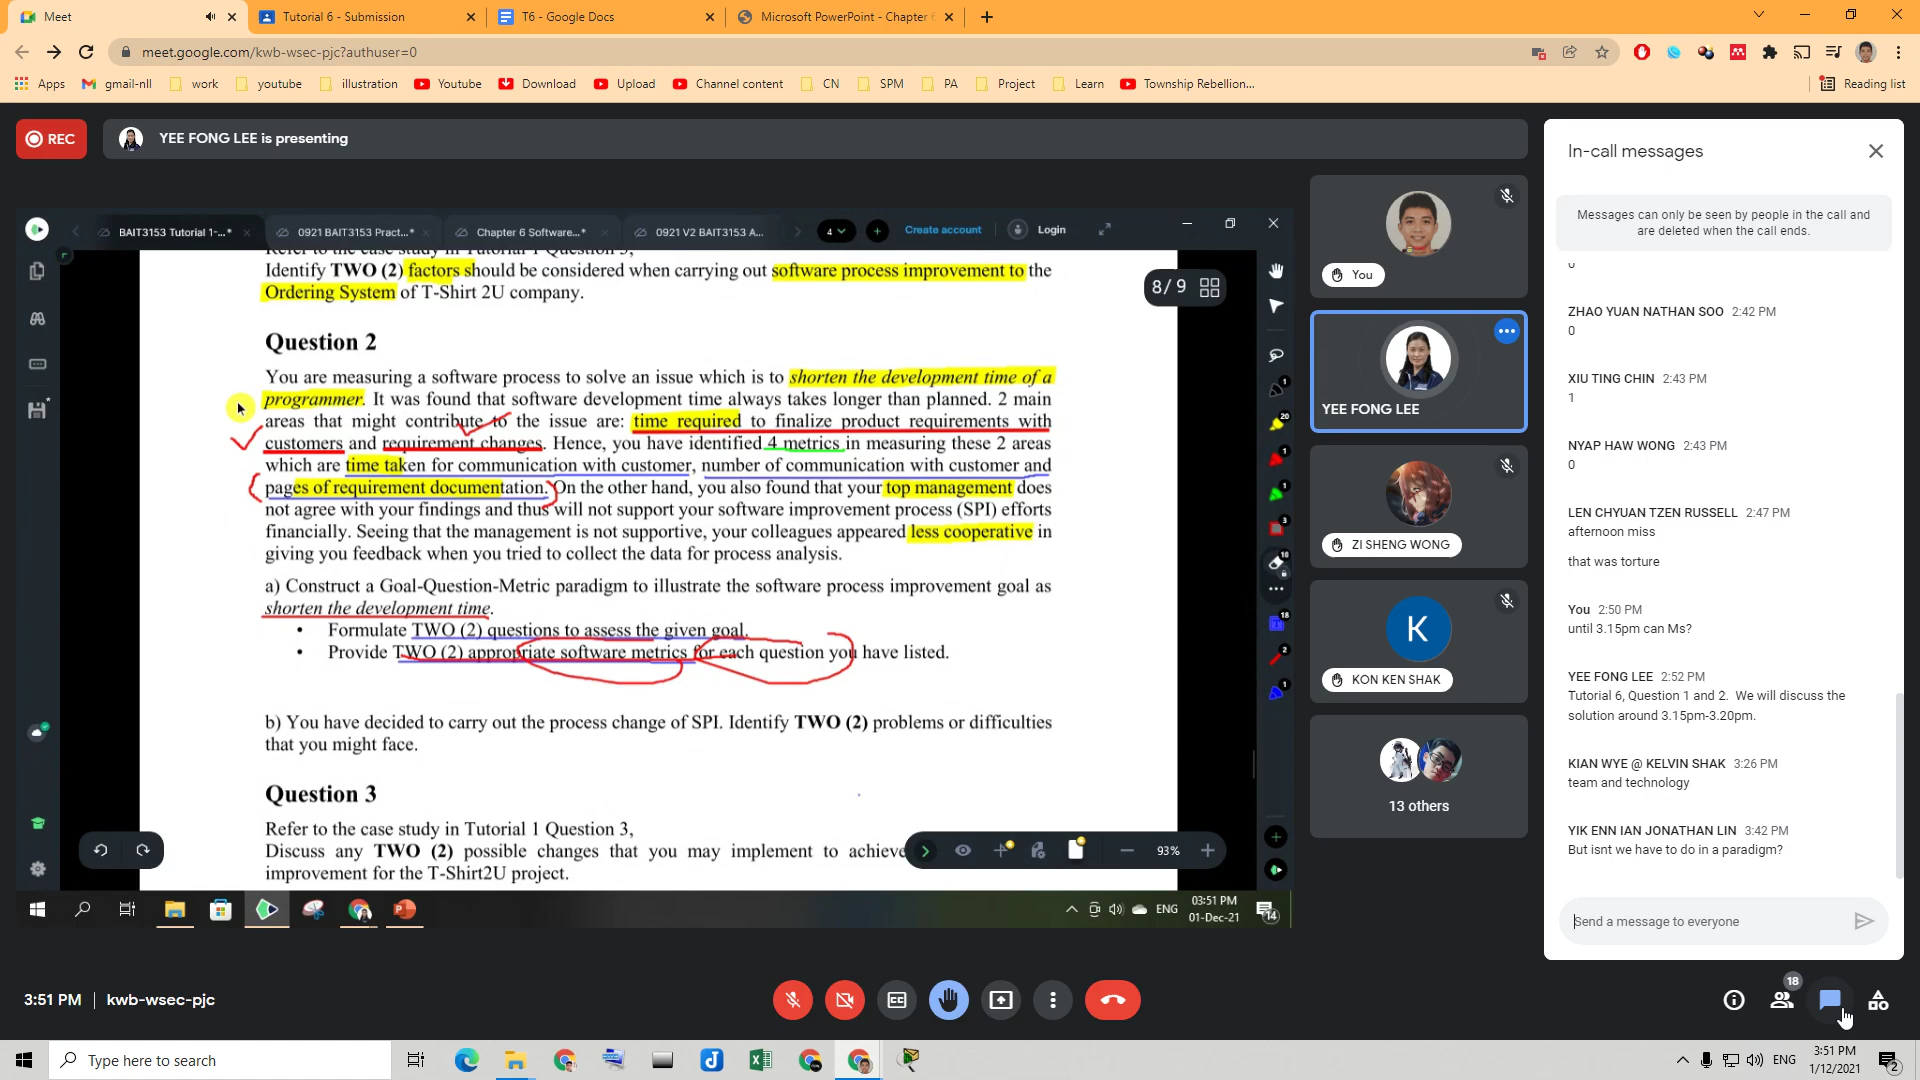 Meet
Tutorial 6 - Submission
T6 - Google Docs
Microsoft PowerPoint - Chapter 6
meet.google.com/kwb-wsec-pjc?authuser=0
Apps
gmail-nll
work
youtube
illustration
Youtube
Download
Upload
Channel content
CN
SPM
PA
Project
Learn
Township Rebellion...
Reading list
REC
YEE FONG LEE is presenting
BAIT3153 Tutorial 1-...*
0921 BAIT3153 Pract...*
Chapter 6 Software...*
0921 V2 BAIT3153 A...
4
Create account
Login
Refer to the case study in Tutorial 1 Question 3,
Identify TWO (2) factors should be considered when carrying out software process improvement to the
Ordering System of T-Shirt 2U company.
8/ 9
Question 2
You are measuring a software process to solve an issue which is to shorten the development time of a
programmer. It was found that software development time always takes longer than planned. 2 main
areas that might contribute to the issue are: time required to finalize product requirements with
customers and requirement changes. Hence, you have identified 4 metrics in measuring these 2 areas
which are time taken for communication with customer, number of communication with customer and
pages of requirement documentation. On the other hand, you also found that your top management does
not agree with your findings and thus will not support your software improvement process (SPI) efforts
financially. Seeing that the management is not supportive, your colleagues appeared less cooperative in
giving you feedback when you tried to collect the data for process analysis.
a) Construct a Goal-Question-Metric paradigm to illustrate the software process improvement goal as
shorten the development time.
• Formulate TWO (2) questions to assess the given goal.
• Provide TWO (2) appropriate software metrics for each question you have listed.
b) You have decided to carry out the process change of SPI. Identify TWO (2) problems or difficulties
that you might face.
Question 3
Refer to the case study in Tutorial 1 Question 3,
Discuss any TWO (2) possible changes that you may implement to achieve
improvement for the T-Shirt2U project.
93%
1
20
1
1
3
10
18
2
1
ENG
03:51 PM
01-Dec-21
14
You
YEE FONG LEE
ZI SHENG WONG
K
KON KEN SHAK
13 others
In-call messages
Messages can only be seen by people in the call and
are deleted when the call ends.
ZHAO YUAN NATHAN SOO 2:42 PM
0
XIU TING CHIN 2:43 PM
1
NYAP HAW WONG 2:43 PM
0
LEN CHYUAN TZEN RUSSELL 2:47 PM
afternoon miss
that was torture
You 2:50 PM
until 3.15pm can Ms?
YEE FONG LEE 2:52 PM
Tutorial 6, Question 1 and 2. We will discuss the
solution around 3.15pm-3.20pm.
KIAN WYE @ KELVIN SHAK 3:26 PM
team and technology
YIK ENN IAN JONATHAN LIN 3:42 PM
But isnt we have to do in a paradigm?
Send a message to everyone
3:51 PM
kwb-wsec-pjc
18
Type here to search
ENG
3:51 PM
1/12/2021
2